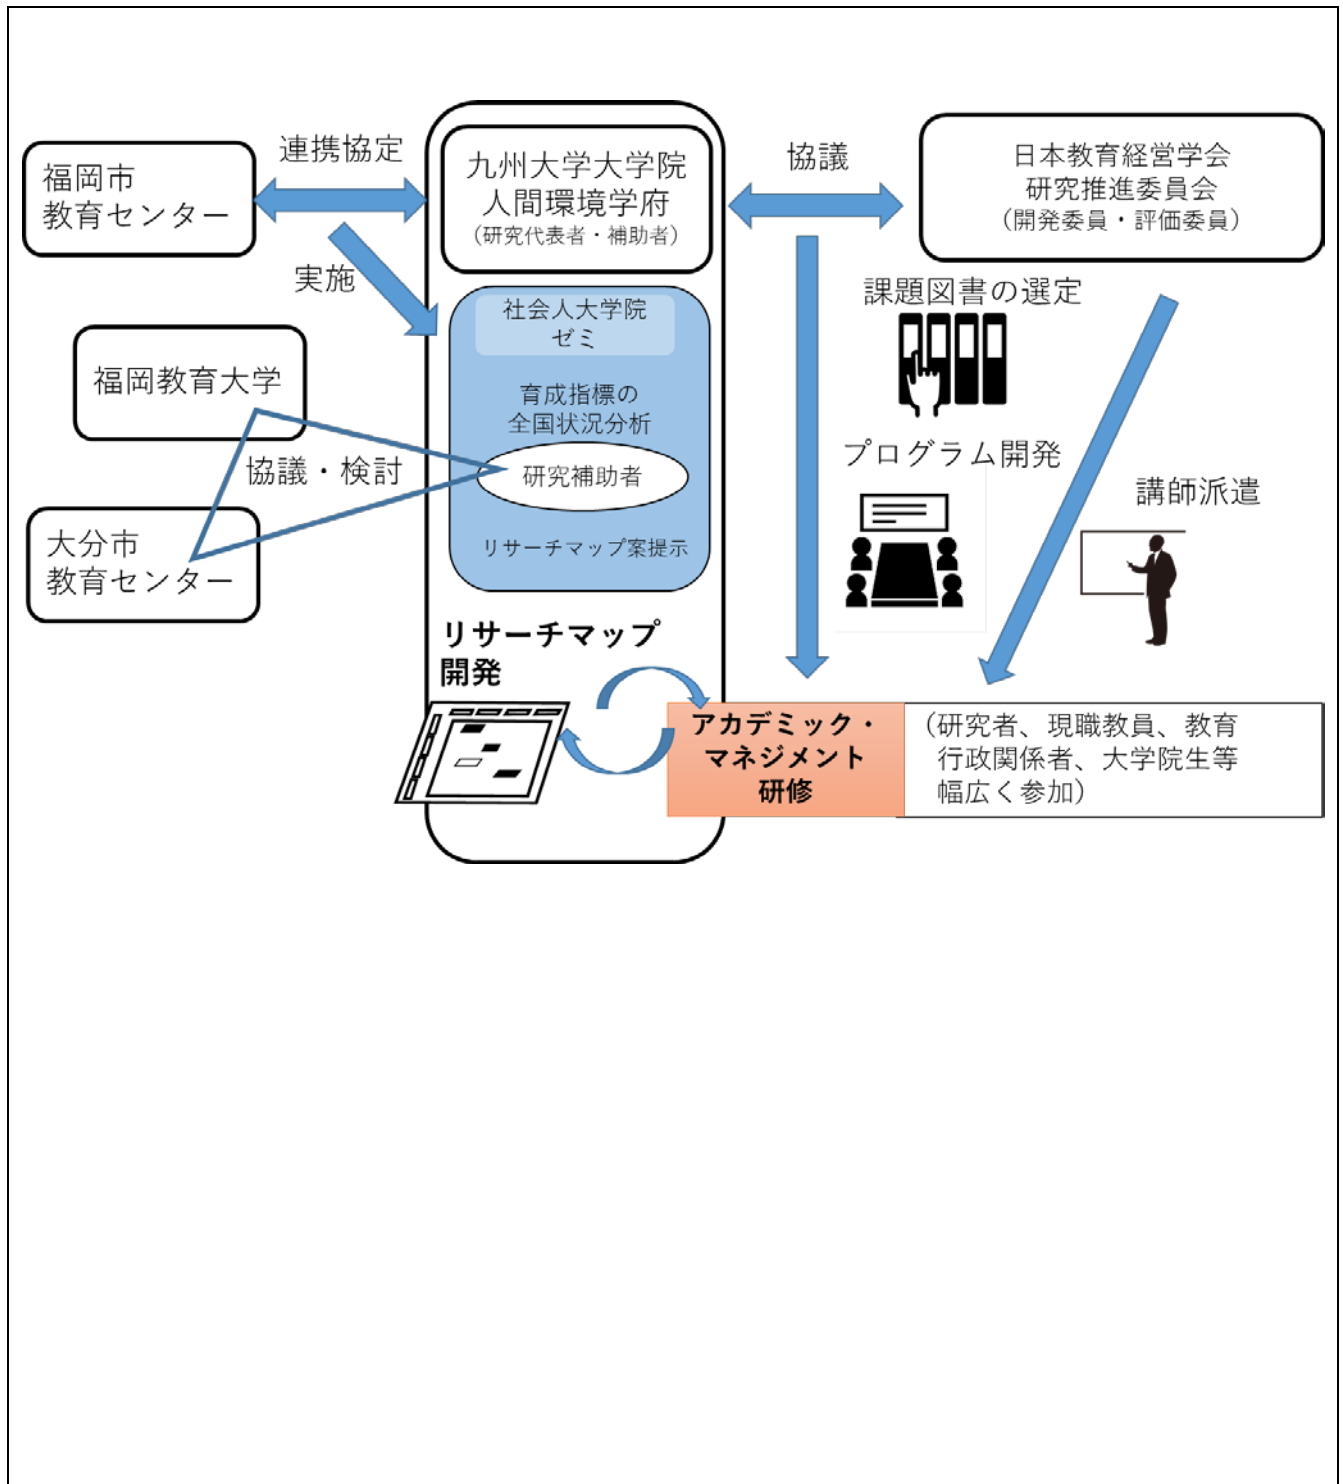 連携協定
福岡市
教育センター
九州大学大学院
人間環境学府
（研究代表者・補助者）
協議
日本教育経営学会
研究推進委員会
（開発委員・評価委員）
実施
社会人大学院
ゼミ
課題図書の選定
福岡教育大学
育成指標の
全国状況分析
協議・検討
研究補助者
プログラム開発
講師派遣
大分市
教育センター
リサーチマップ案提示
リサーチマップ
開発
アカデミック・
マネジメント
研修
（研究者、現職教員、教育
行政関係者、大学院生等
幅広く参加）